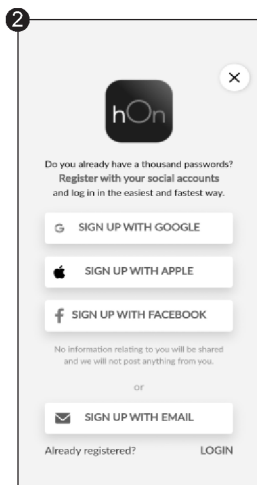 2
hOn
Do you already have a thousand passwords?
Register with your social accounts
and log in in the easiest and fastest way.
G SIGN UP WITH GOOGLE
SIGN UP WITH APPLE
f SIGN UP WITH FACEBOOK
No information relating to you will be shared
and we will not post anything from you.
or
SIGN UP WITH EMAIL
Already registered? LOGIN